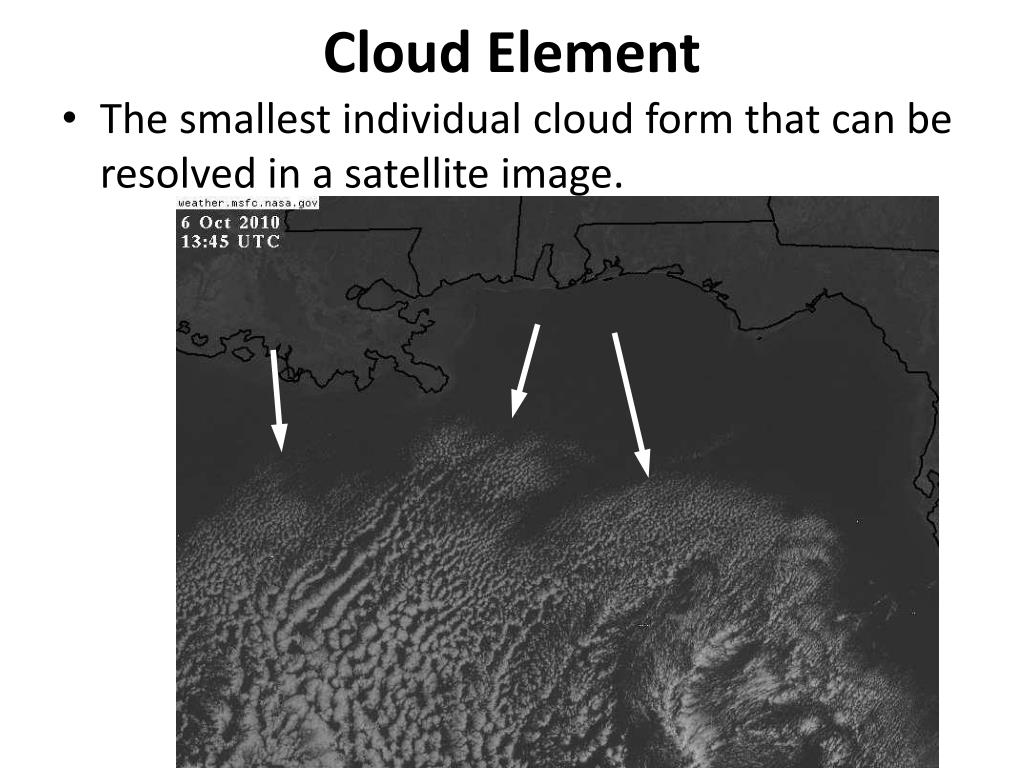 Cloud Element
• The smallest individual cloud form that can be
resolved in a satellite image.
weather.msfc.nasa.gov
6 Oct 2010
13:45 UTC